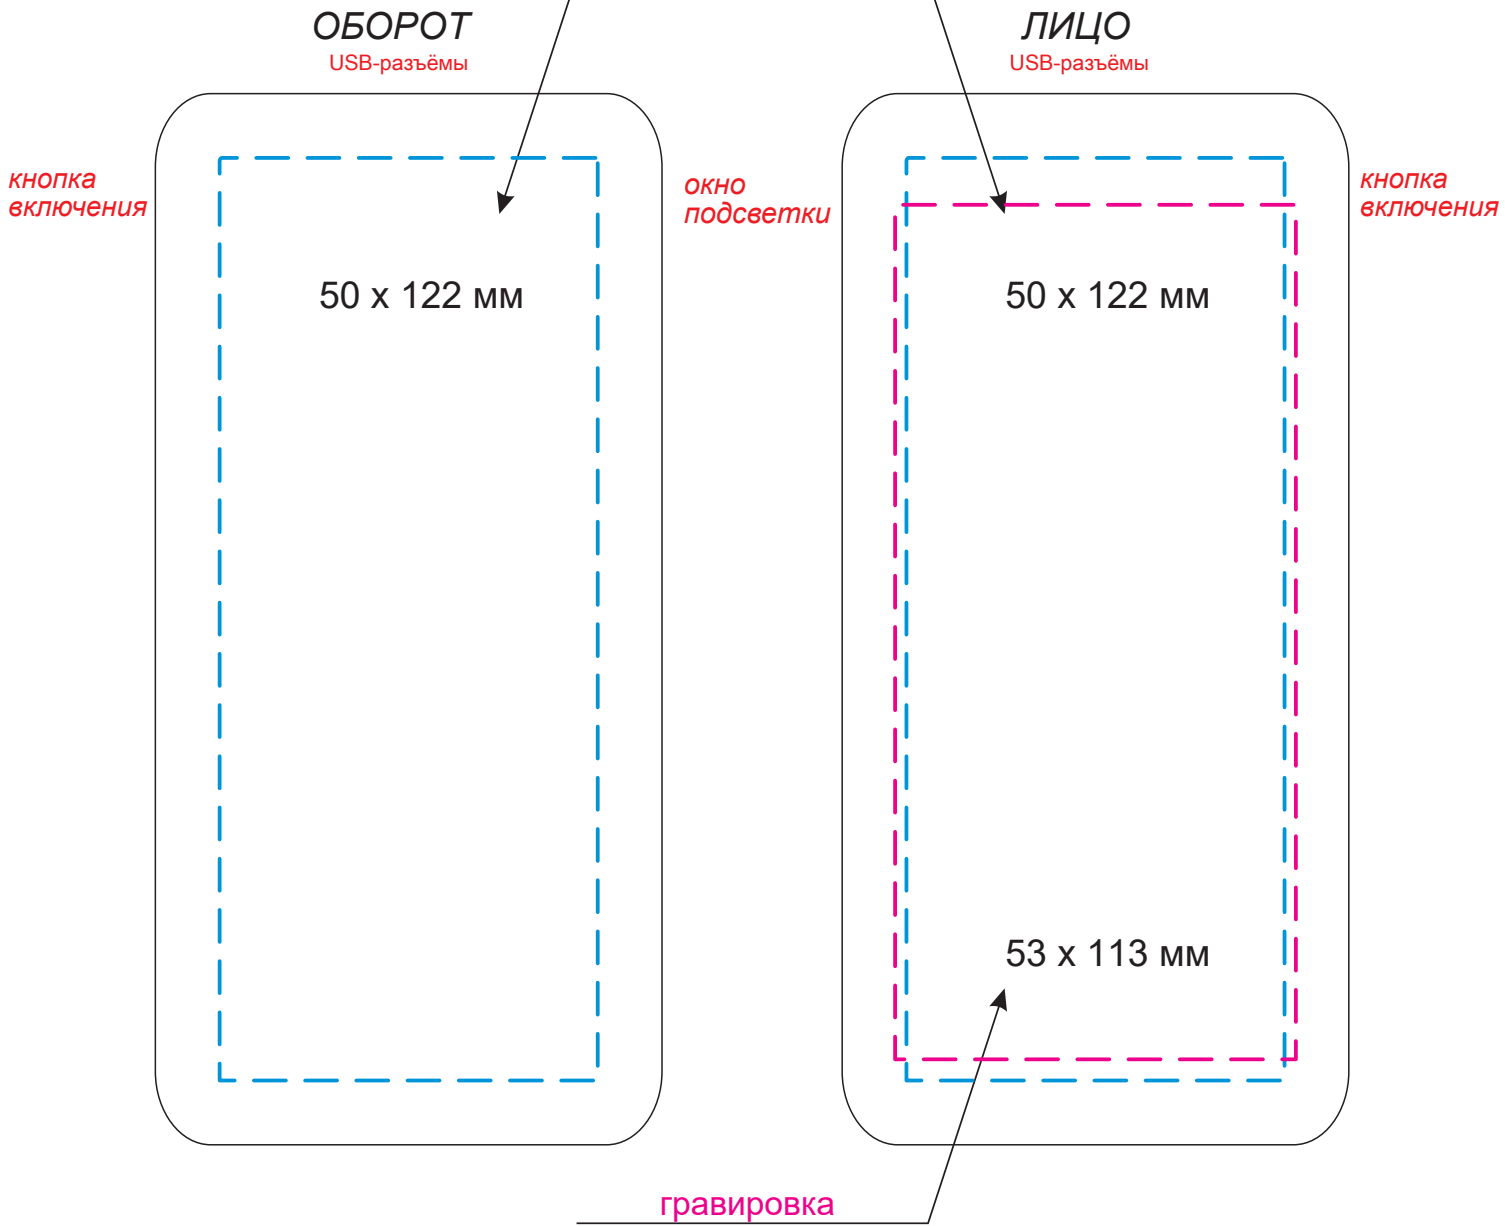 ОБОРОТ
USB-разъёмы
ЛИЦО
USB-разъёмы
кнопка
включения
окно
подсветки
кнопка
включения
50 х 122 мм
50 х 122 мм
53 х 113 мм
гравировка